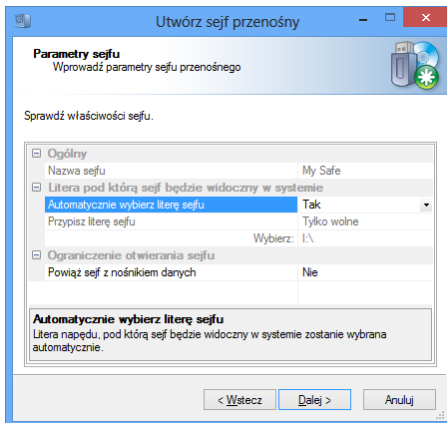 Utwórz sejf przenośny
Parametry sejfu
Wprowadź parametry sejfu przenośnego
Sprawdź właściwości sejfu.
Ogólny
Nazwa sejfu My Safe
Litera pod którą sejf będzie widoczny w systemie
Automatycznie wybierz literę sejfu Tak
Przypisz literę sejfu Tylko wolne
Wybierz: I:\
Ograniczenie otwierania sejfu
Powiąż sejf z nośnikiem danych Nie
Automatycznie wybierz literę sejfu
Litera napędu, pod którą sejf będzie widoczny w systemie zostanie wybrana
automatycznie.
< Wstecz Dalej > Anuluj